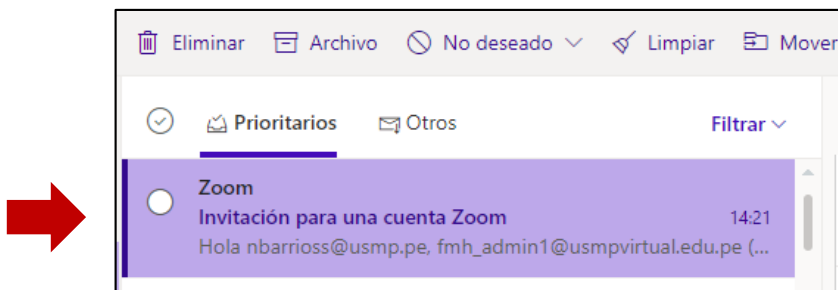 Eliminar Archivo No deseado Limpiar Mover
Prioritarios Otros Filtrar
Zoom
Invitación para una cuenta Zoom 14:21
Hola nbarrioss@usmp.pe, fmh_admin1@usmpvirtual.edu.pe (...